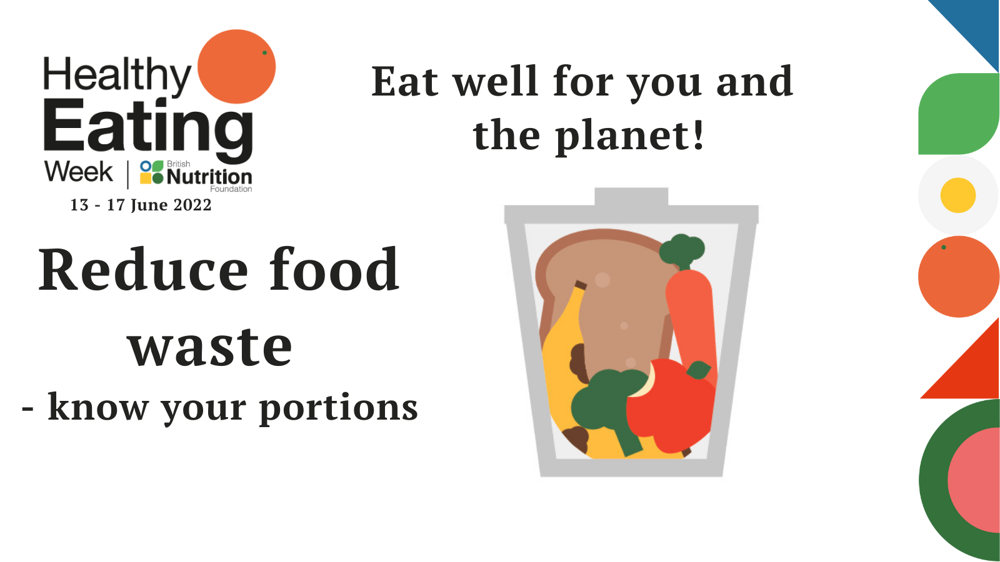 Healthy
Eating
Week
British
Nutrition
Foundation
13 - 17 June 2022
Eat well for you and
the planet!
Reduce food
waste
- know your portions